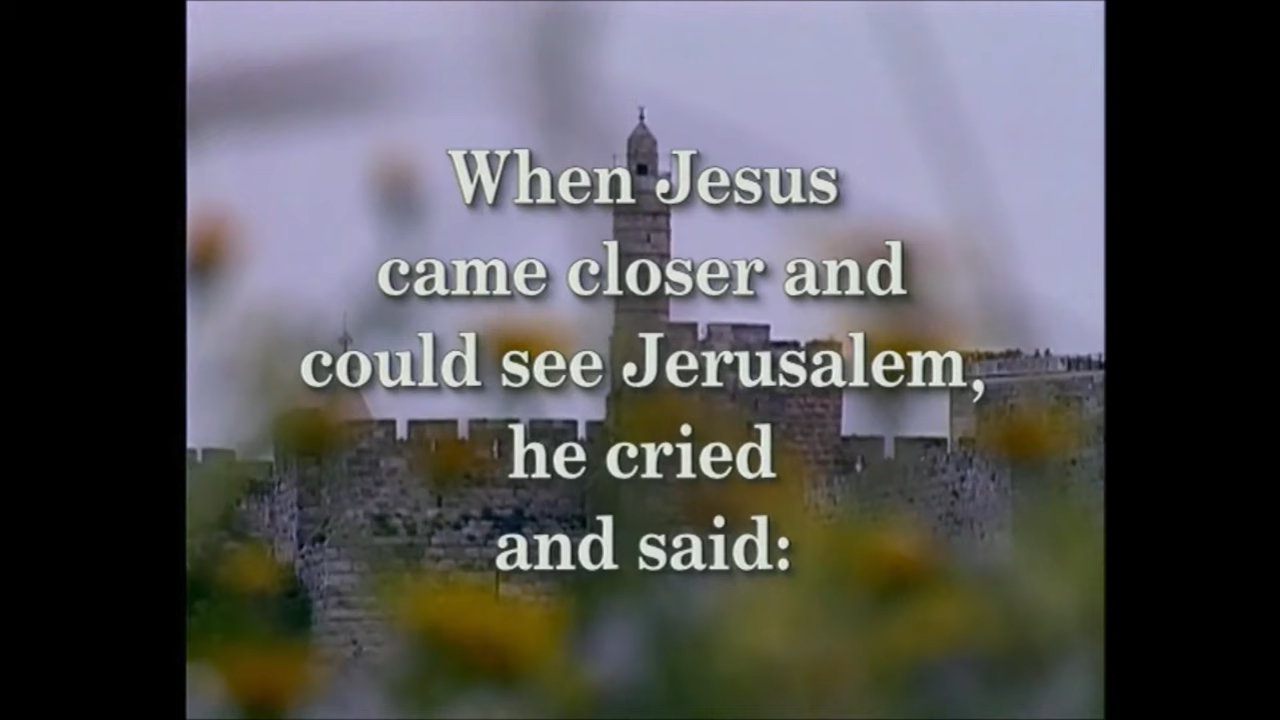 When Jesus
came closer and
could see Jerusalem,
he cried
and said: